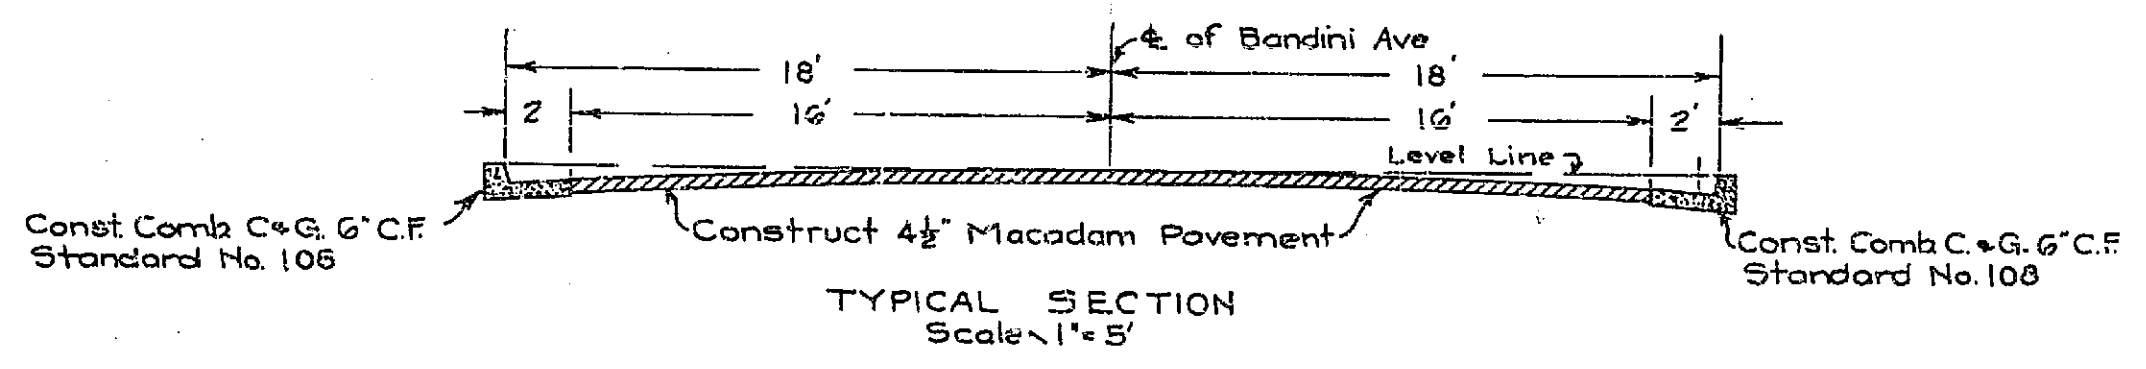 ℄ of Bandini Ave
18' 18'
2 16' 16' 2'
Level Line
Const. Comb C&G. 6" C.F.
Standard No. 106
Construct 4½" Macadam Pavement
Const. Comb C.&G. 6" C.F.
Standard No. 108
TYPICAL SECTION
Scale~1"=5'